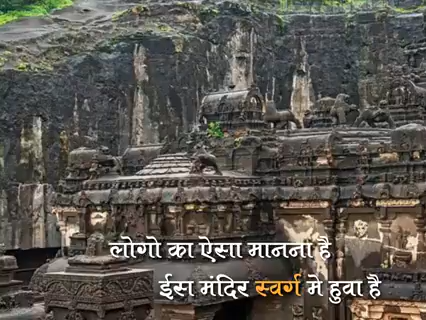 लोगो का ऐसा मानना है
ईस मंदिर स्वर्ग मे हुवा है